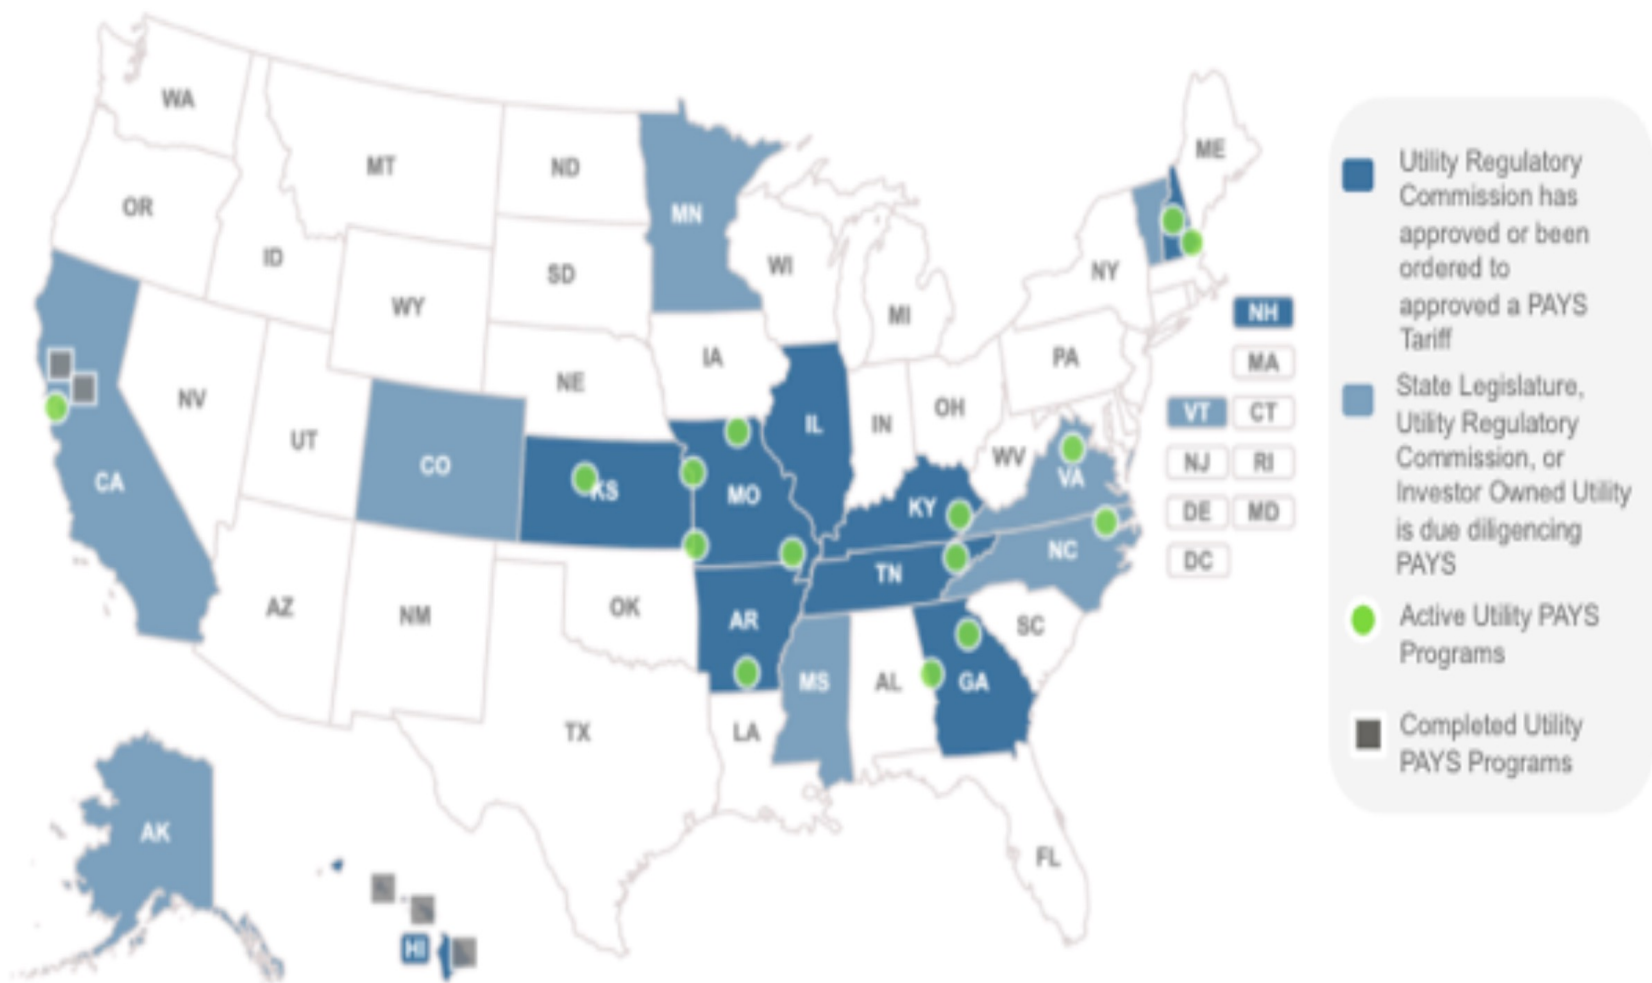 WA
ME
MT
ND
OR
MN
ID
SD
WI
NY
WY
MI
NH
IA
PA
MA
NE
NV
OH
VT
CT
IL
IN
UT
CO
WV
NJ
RI
CA
KS
MO
VA
KY
DE
MD
NC
DC
TN
AZ
NM
OK
AR
SC
MS
AL
GA
TX
LA
AK
FL
HI
Utility Regulatory
Commission has
approved or been
ordered to
approved a PAYS
Tariff
State Legislature,
Utility Regulatory
Commission, or
Investor Owned Utility
is due diligencing
PAYS
Active Utility PAYS
Programs
Completed Utility
PAYS Programs